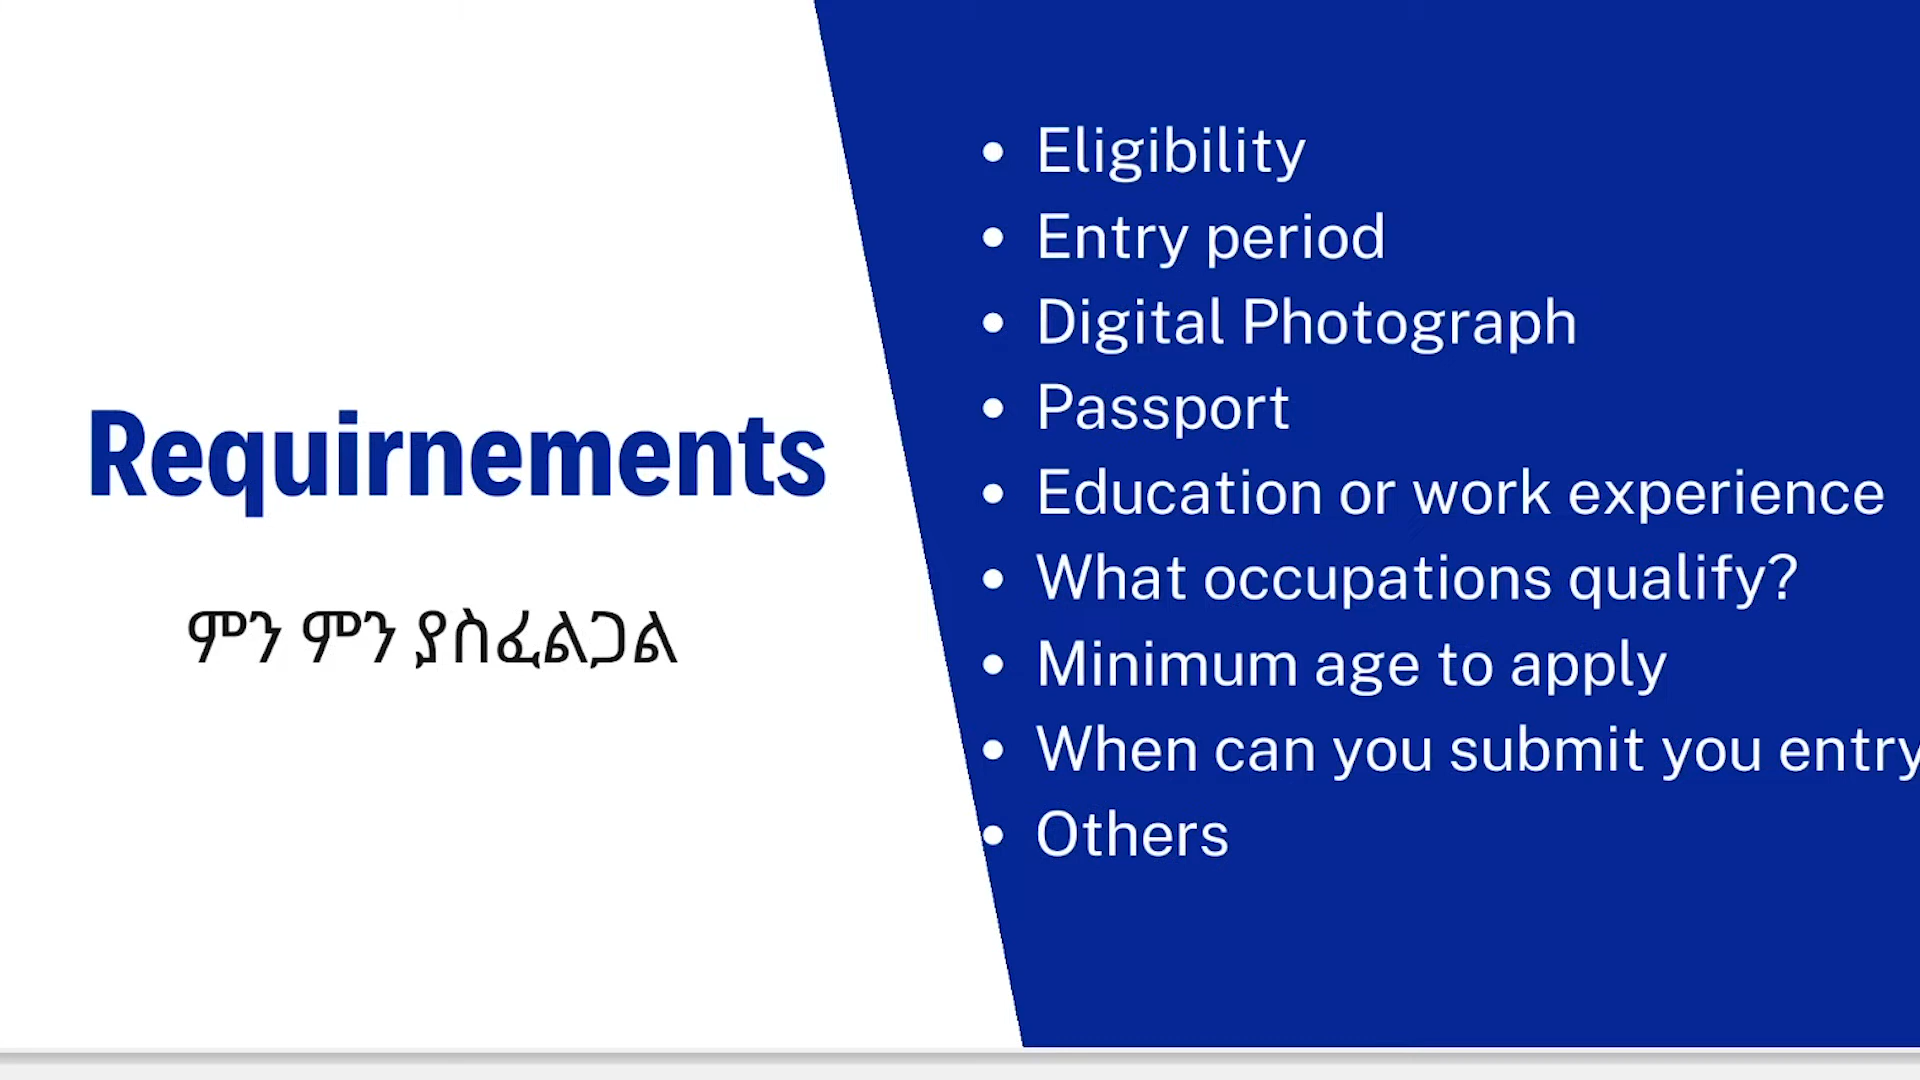 Requirnements
ምን ምን ያስፈልጋል
• Eligibility
• Entry period
• Digital Photograph
• Passport
• Education or work experience
• What occupations qualify?
• Minimum age to apply
• When can you submit you entry
• Others